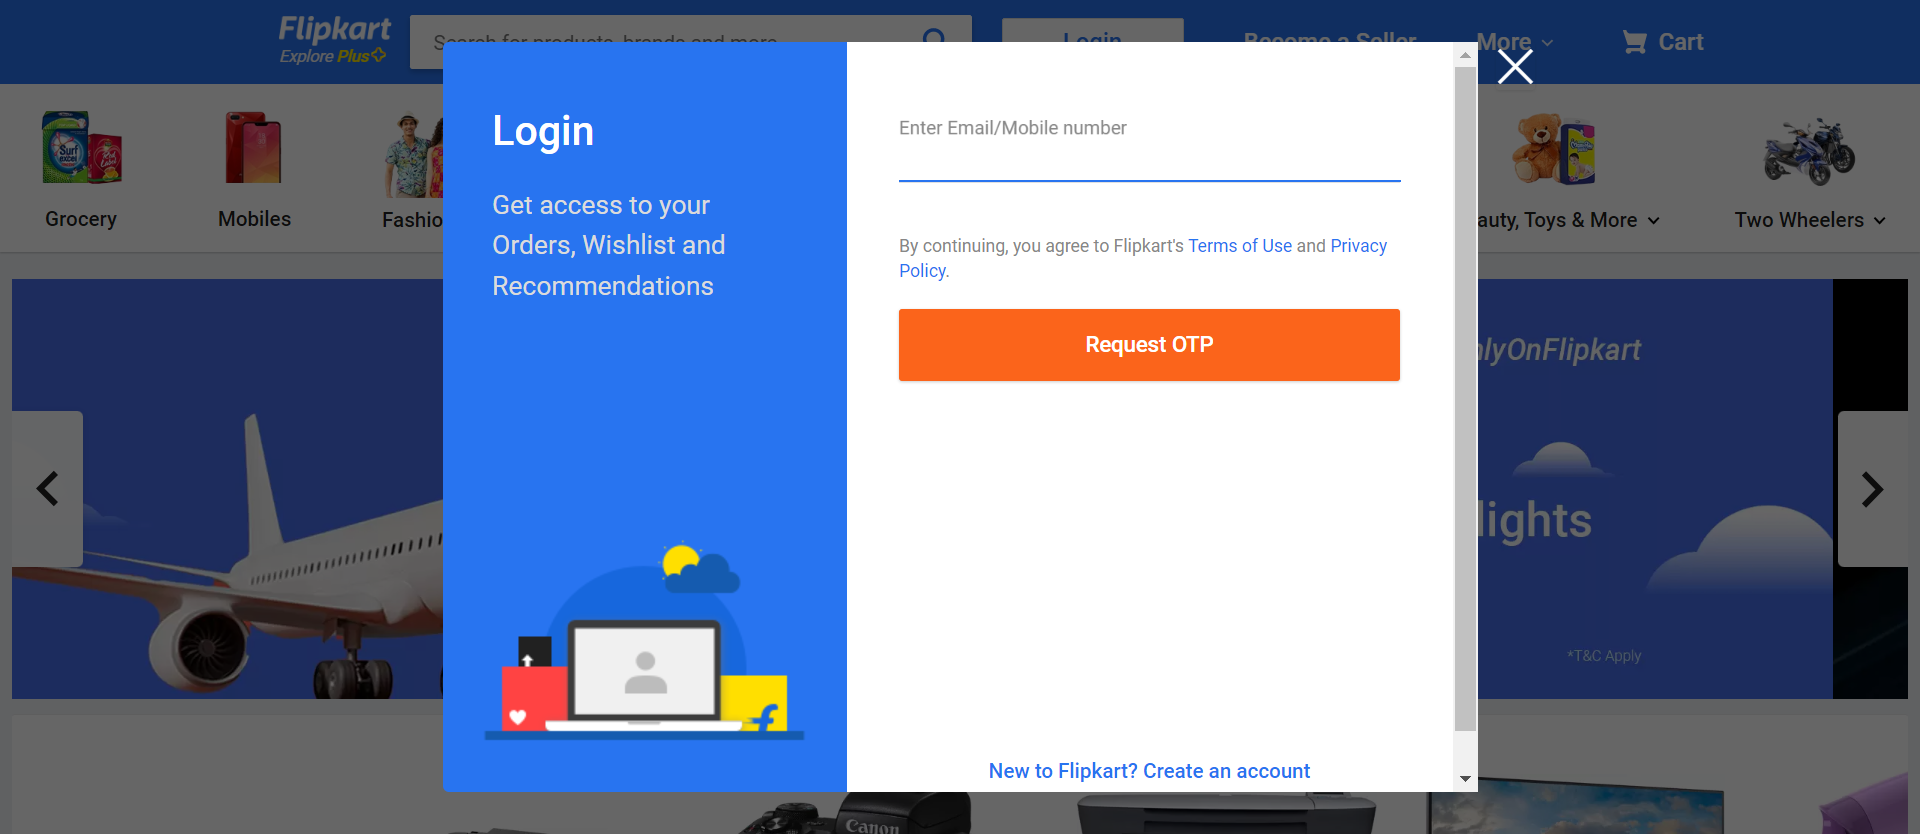 Flipkart
Explore Plus
Search for products, brands and more
Login
Become a Seller
More
Cart
Grocery
Mobiles
Fashio
auty, Toys & More
Two Wheelers
Login
Get access to your
Orders, Wishlist and
Recommendations
Enter Email/Mobile number
By continuing, you agree to Flipkart's Terms of Use and Privacy
Policy.
Request OTP
New to Flipkart? Create an account
nlyOnFlipkart
lights
*T&C Apply
Surf
excel
Canon